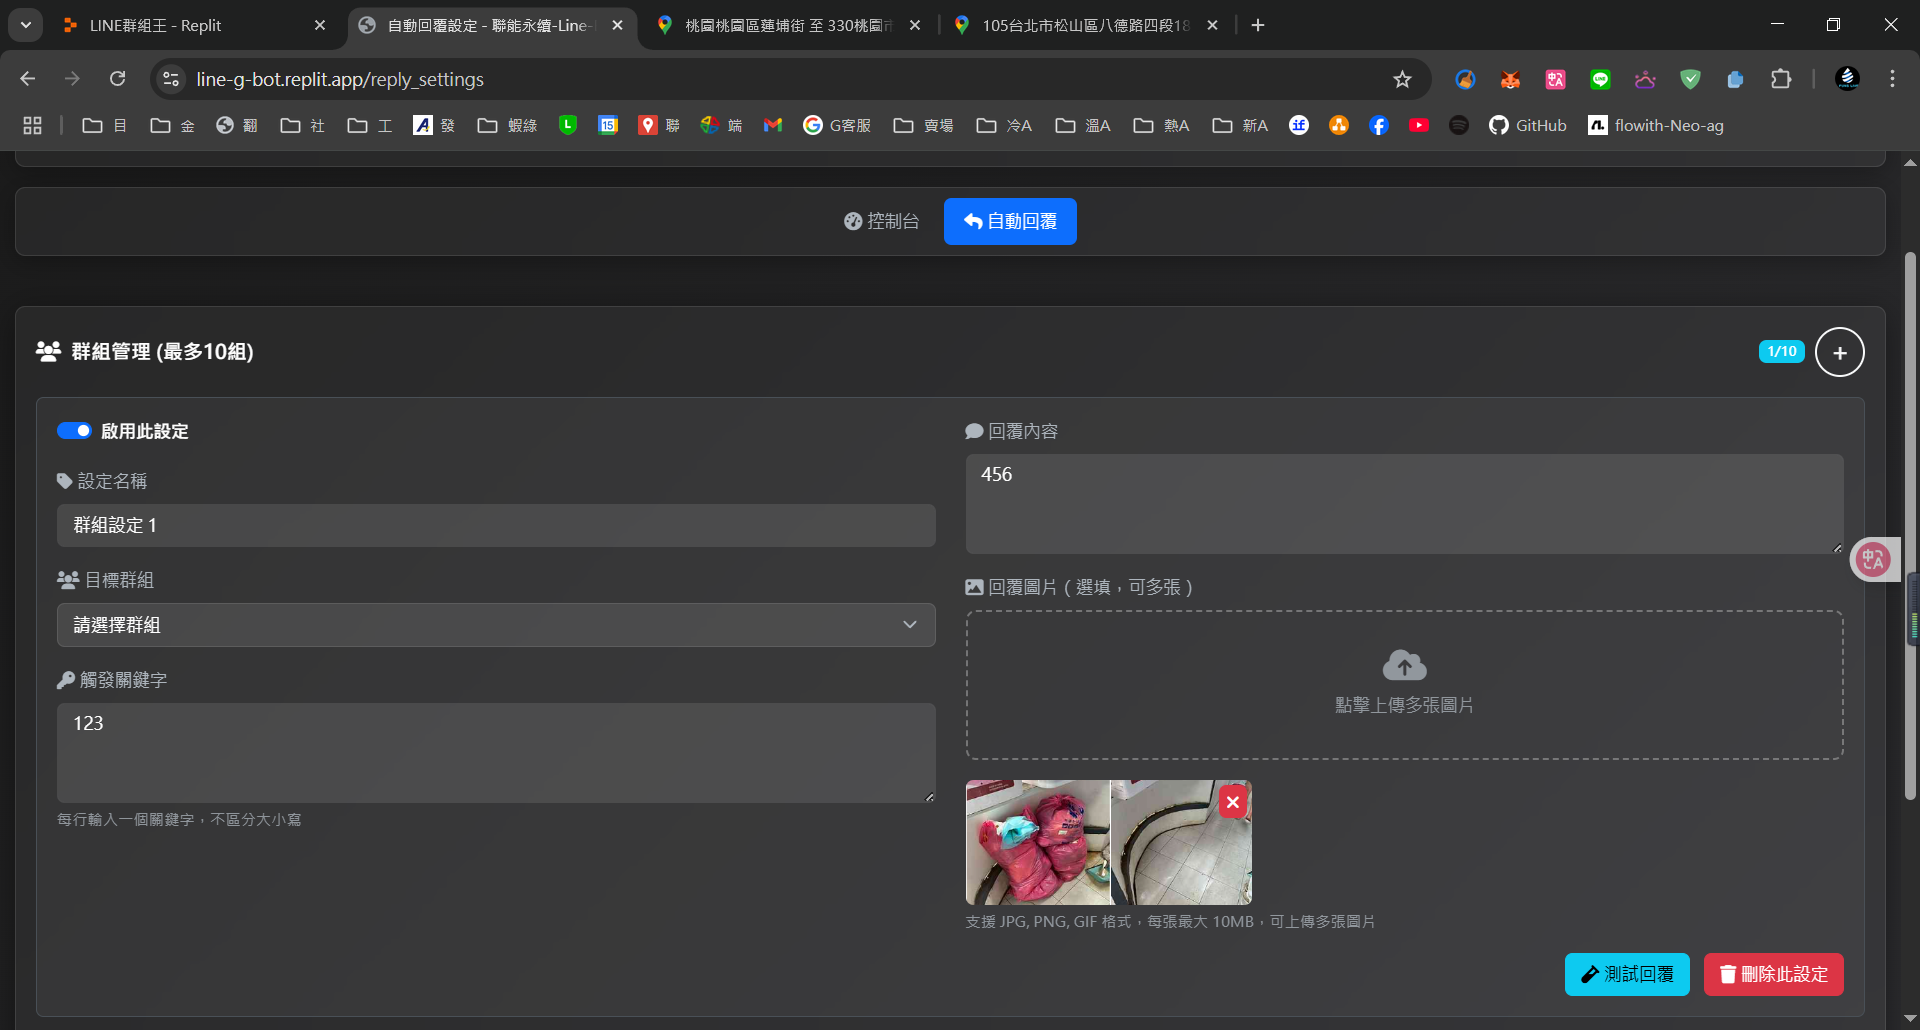 LINE群組王 - Replit
自動回覆設定 - 聯能永續-Line-
桃園桃園區蓮埔街 至 330桃園市
105台北市松山區八德路四段18
line-g-bot.replit.app/reply_settings
目
金
翻
社
工
發
蝦綠
聯
端
G客服
賣場
冷A
溫A
熱A
新A
GitHub
flowith-Neo-ag
控制台
自動回覆
群組管理 (最多10組)
1/10
啟用此設定
設定名稱
群組設定 1
目標群組
請選擇群組
觸發關鍵字
123
每行輸入一個關鍵字，不區分大小寫
回覆內容
456
回覆圖片（選填，可多張）
點擊上傳多張圖片
支援 JPG, PNG, GIF 格式，每張最大 10MB，可上傳多張圖片
測試回覆
刪除此設定